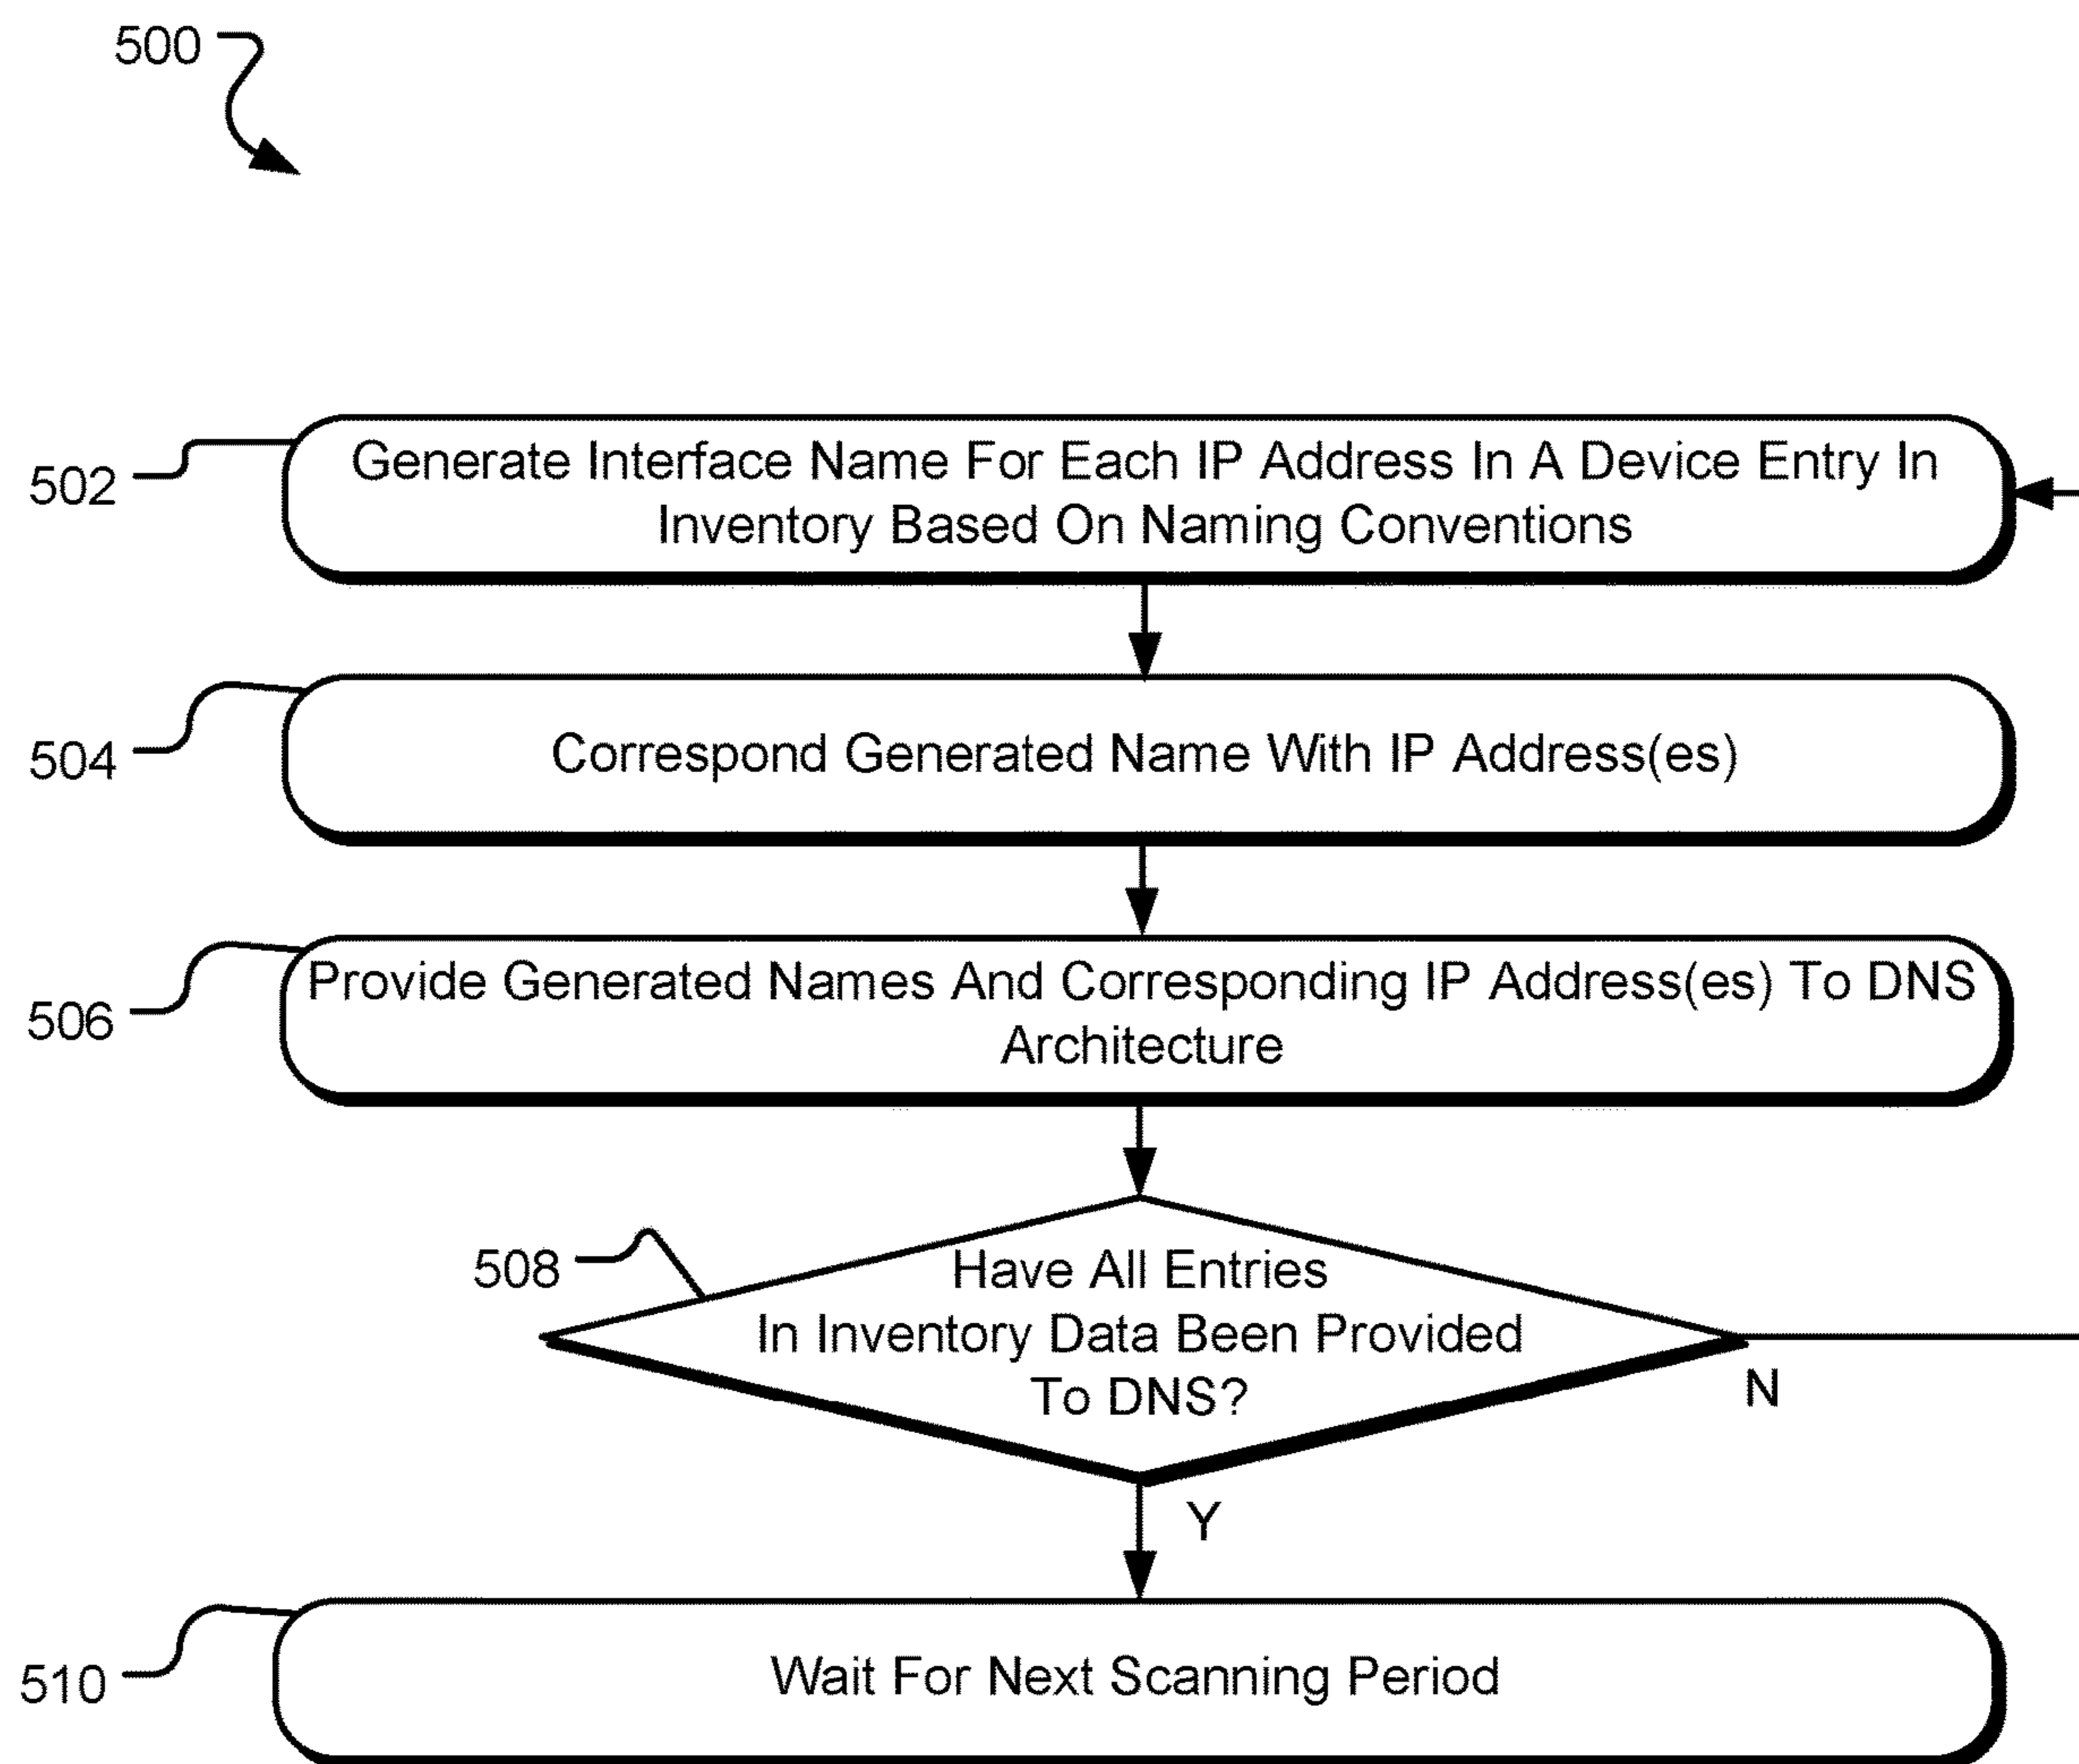 500
502
Generate Interface Name For Each IP Address In A Device Entry In
Inventory Based On Naming Conventions
504
Correspond Generated Name With IP Address(es)
506
Provide Generated Names And Corresponding IP Address(es) To DNS
Architecture
508
Have All Entries
In Inventory Data Been Provided
To DNS?
N
Y
510
Wait For Next Scanning Period